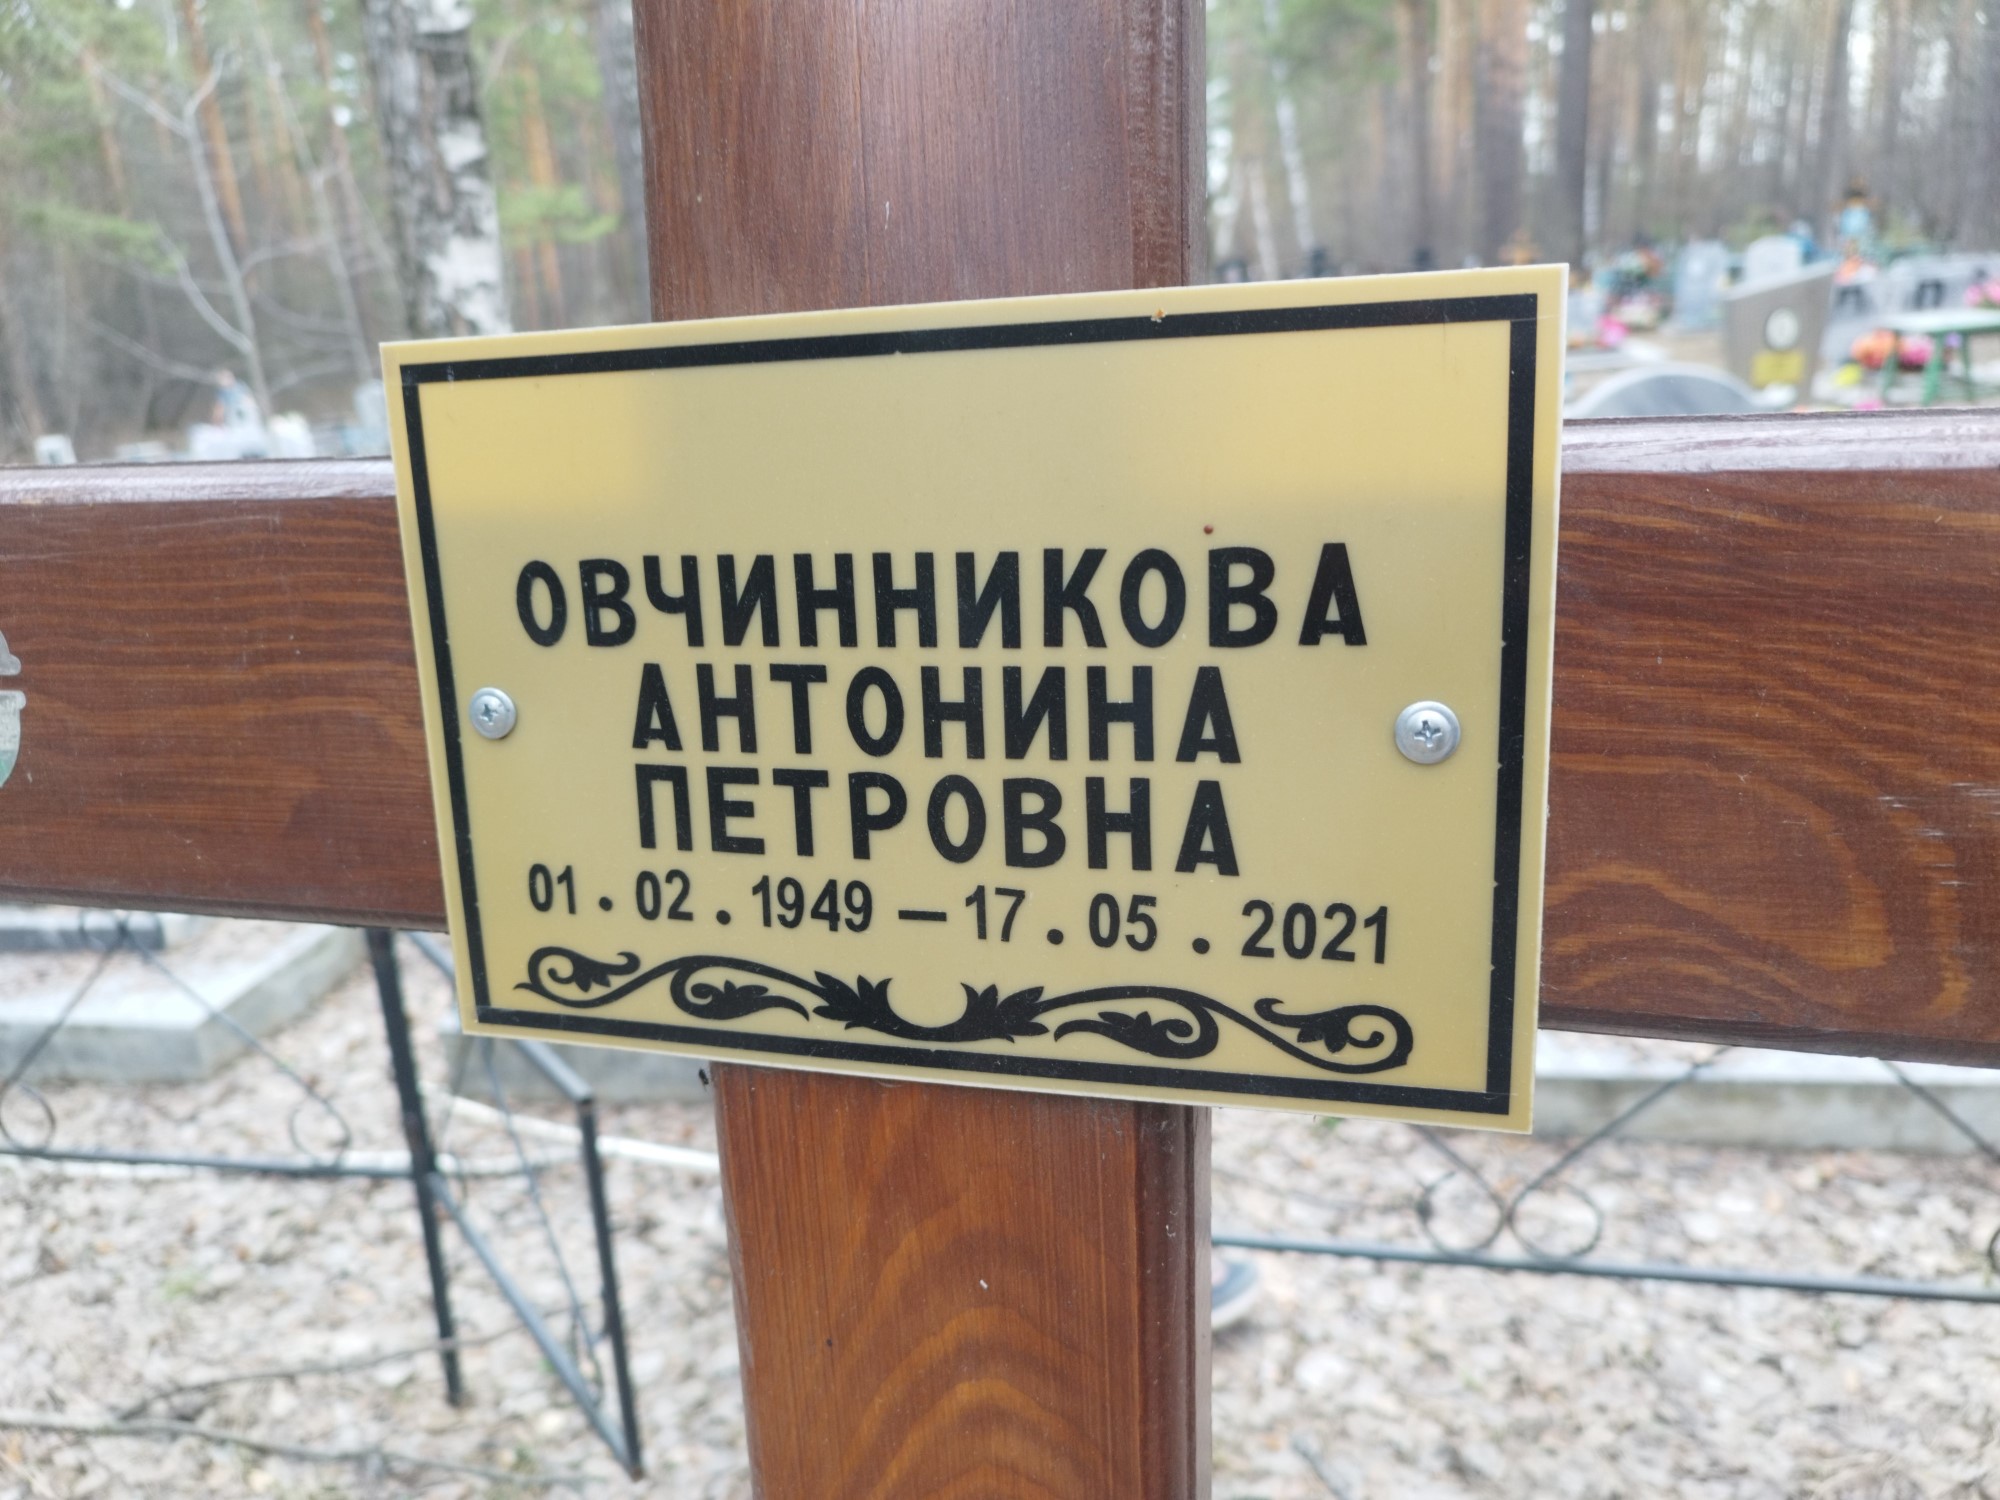 ОВЧИННИКОВА
АНТОНИНА
ПЕТРОВНА
01.02.1949 — 17.05.2021